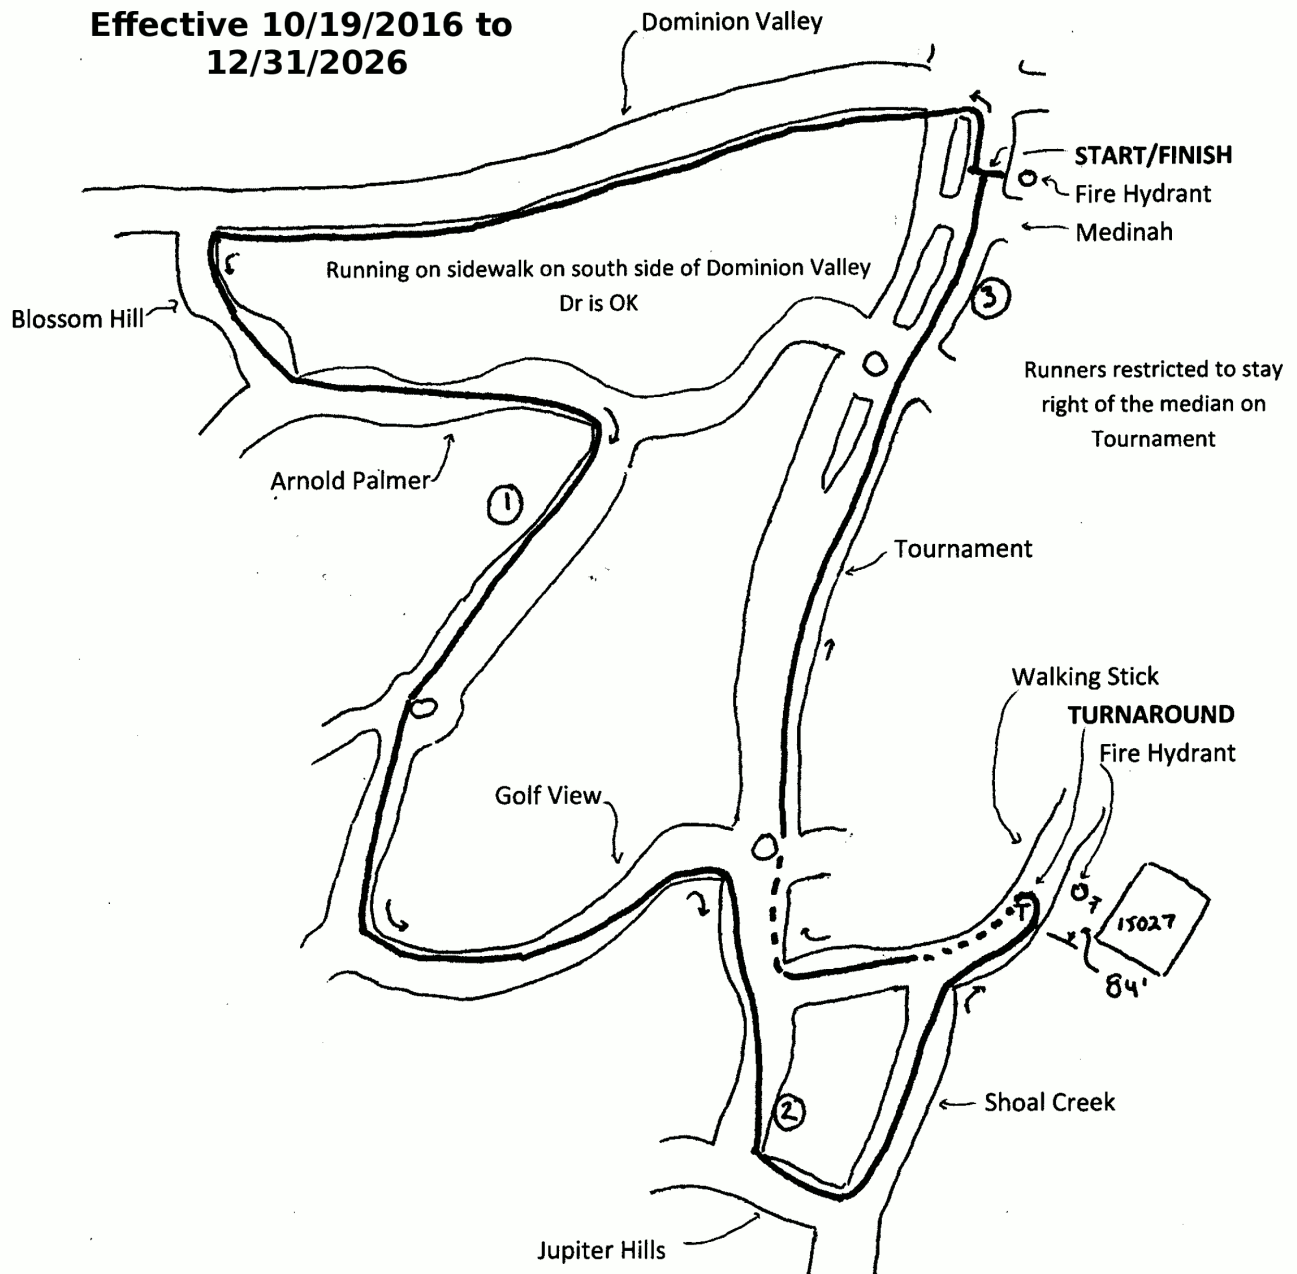 Effective 10/19/2016 to
12/31/2026
Dominion Valley
START/FINISH
Fire Hydrant
Medinah
Running on sidewalk on south side of Dominion Valley
Dr is OK
3
Blossom Hill
Runners restricted to stay
right of the median on
Tournament
Arnold Palmer
1
Tournament
Walking Stick
TURNAROUND
Fire Hydrant
Golf View
T
15027
84'
2
Shoal Creek
Jupiter Hills